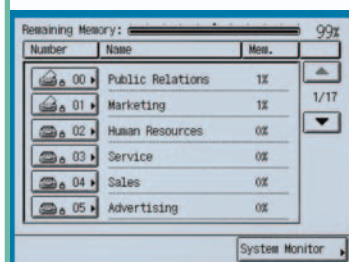 Remaining Memory: 99%
Number Name Mem.
00 Public Relations 1%
01 Marketing 1%
1/17
02 Human Resources 0%
03 Service 0%
04 Sales 0%
05 Advertising 0%
System Monitor